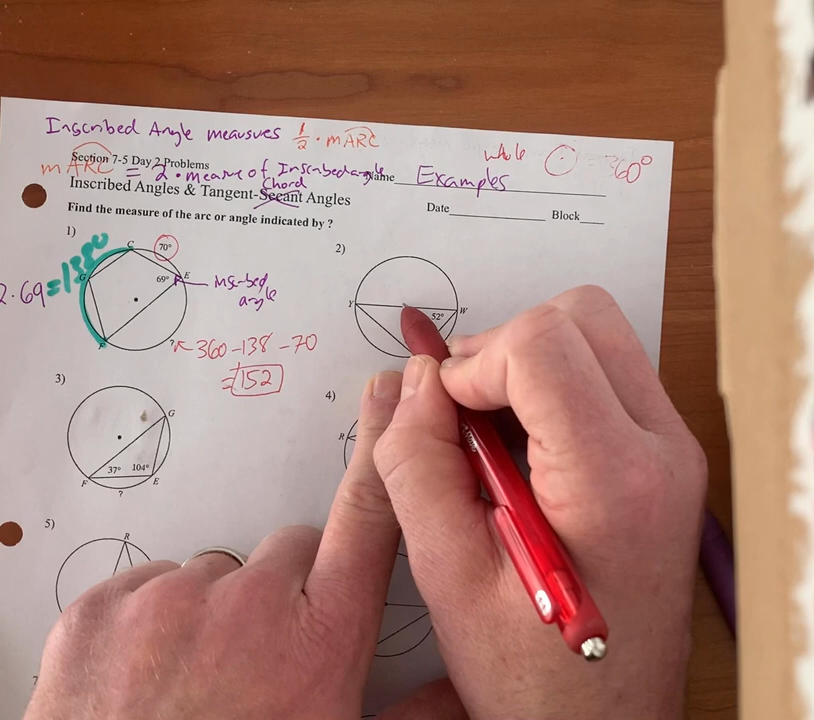 Inscribed Angle measures 1/2 · mARC
Section 7-5 Day 2 Problems
whole = 360°
mARC = 2 · measure of Inscribed angle
Name Examples
Chord
Inscribed Angles & Tangent-Secant Angles
Date Block
Find the measure of the arc or angle indicated by ?
1)
C 70°
138°
G
69° E
2·69=
Inscribed angle
F
?
360-138-70
=152
2)
Y W
52°
3)
G
37° 104°
F E
?
4)
R
5)
R
7